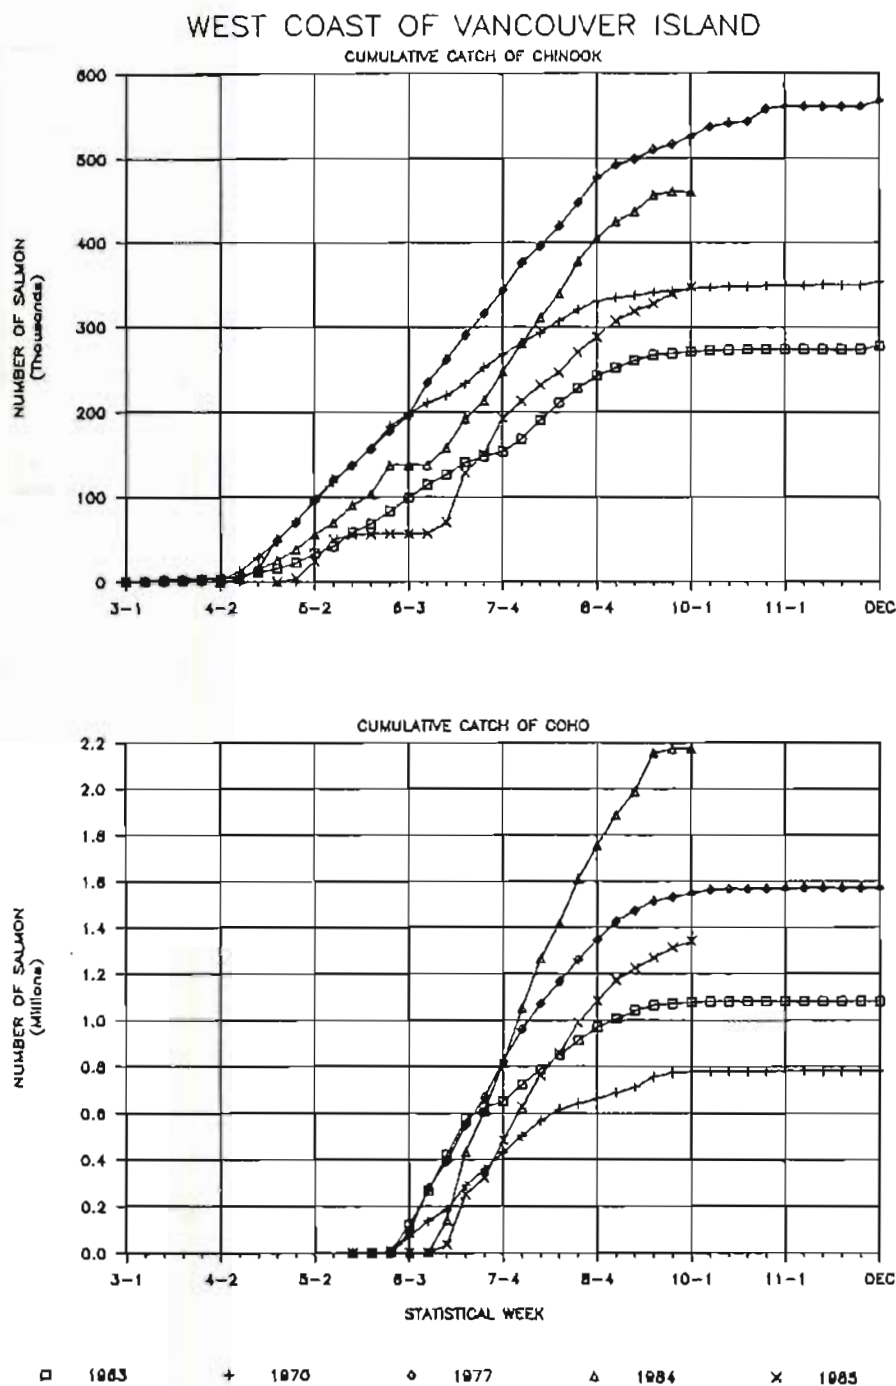 WEST COAST OF VANCOUVER ISLAND
CUMULATIVE CATCH OF CHINOOK
NUMBER OF SALMON
(Thousands)
600
500
400
300
200
100
0
3-1 4-2 5-2 6-3 7-4 8-4 10-1 11-1 DEC
CUMULATIVE CATCH OF COHO
NUMBER OF SALMON
(Millions)
2.2
2.0
1.8
1.6
1.4
1.2
1.0
0.8
0.6
0.4
0.2
0.0
3-1 4-2 5-2 6-3 7-4 8-4 10-1 11-1 DEC
STATISTICAL WEEK
1963 1970 1977 1984 1985